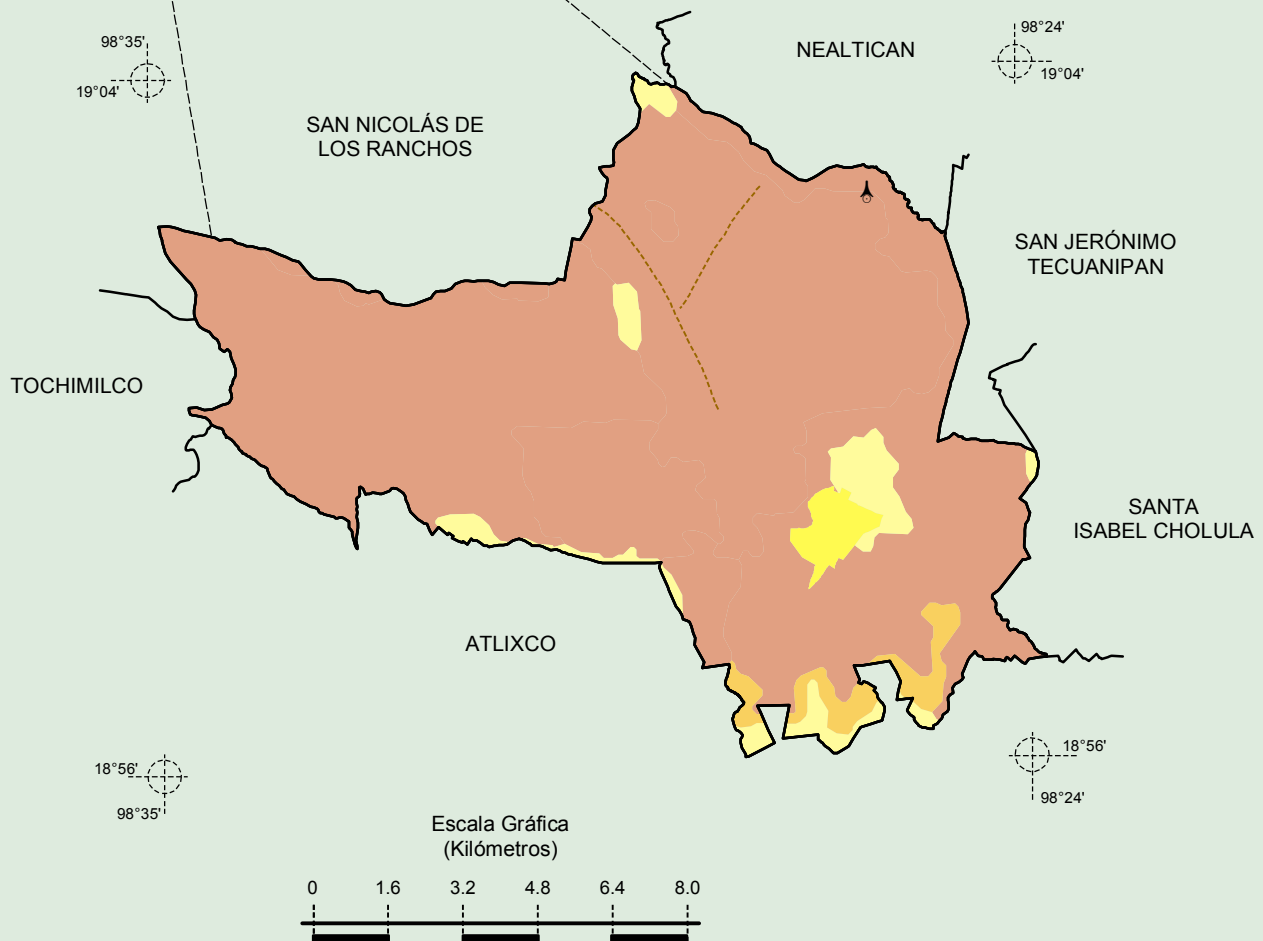 98°24'
98°35'
NEALTICAN
19°04'
19°04'
SAN NICOLÁS DE
LOS RANCHOS
SAN JERÓNIMO
TECUANIPAN
TOCHIMILCO
SANTA
ISABEL CHOLULA
ATLIXCO
18°56'
18°56'
98°24'
98°35'
Escala Gráfica
(Kilómetros)
0 1.6 3.2 4.8 6.4 8.0